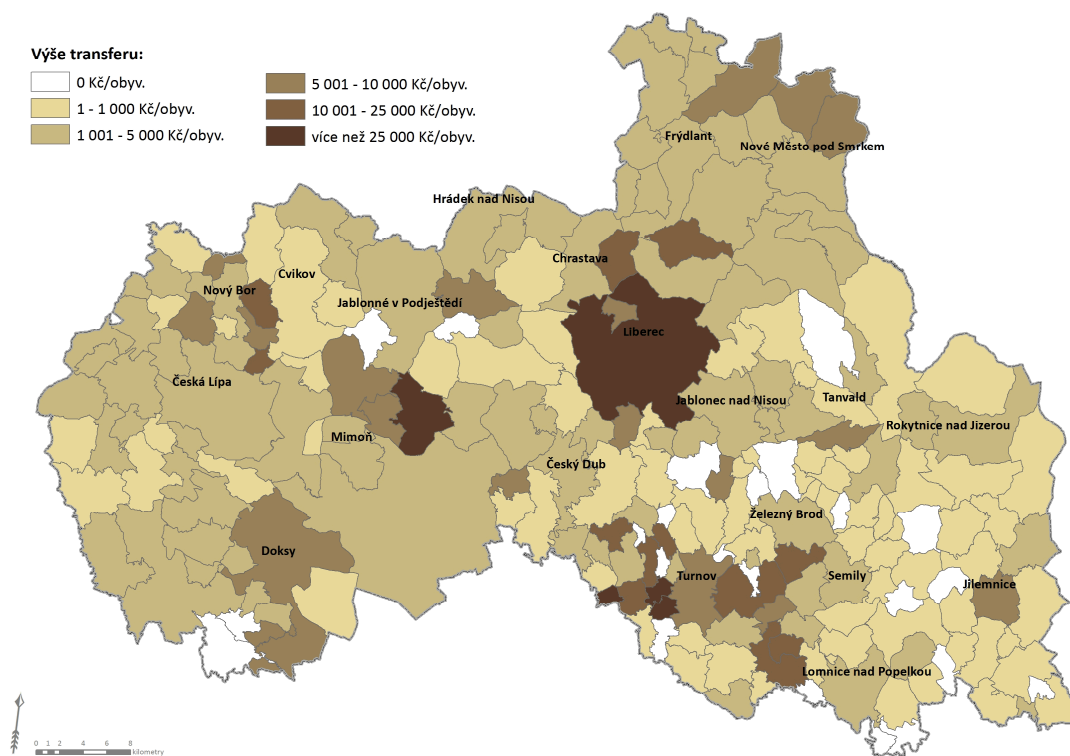 Výše transferu:
0 Kč/obyv.
1 - 1 000 Kč/obyv.
1 001 - 5 000 Kč/obyv.
5 001 - 10 000 Kč/obyv.
10 001 - 25 000 Kč/obyv.
více než 25 000 Kč/obyv.
Frýdlant
Nové Město pod Smrkem
Hrádek nad Nisou
Chrastava
Cvikov
Nový Bor
Jablonné v Podještědí
Liberec
Česká Lípa
Jablonec nad Nisou
Tanvald
Rokytnice nad Jizerou
Mimoň
Český Dub
Železný Brod
Doksy
Turnov
Semily
Jilemnice
Lomnice nad Popelkou
0 1 2 4 6 8
kilometry